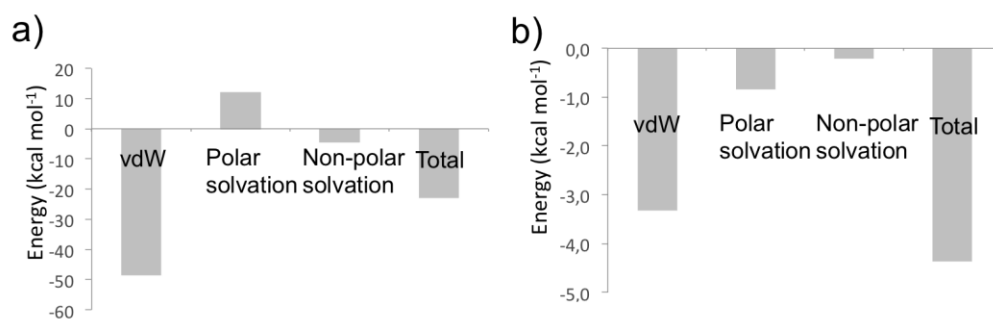 a)
Energy (kcal mol-1)
20
10
0
-10
-20
-30
-40
-50
-60
vdW
Polar
solvation
Non-polar
solvation
Total
b)
Energy (kcal mol-1)
0,0
-1,0
-2,0
-3,0
-4,0
-5,0
vdW
Polar
solvation
Non-polar
solvation
Total